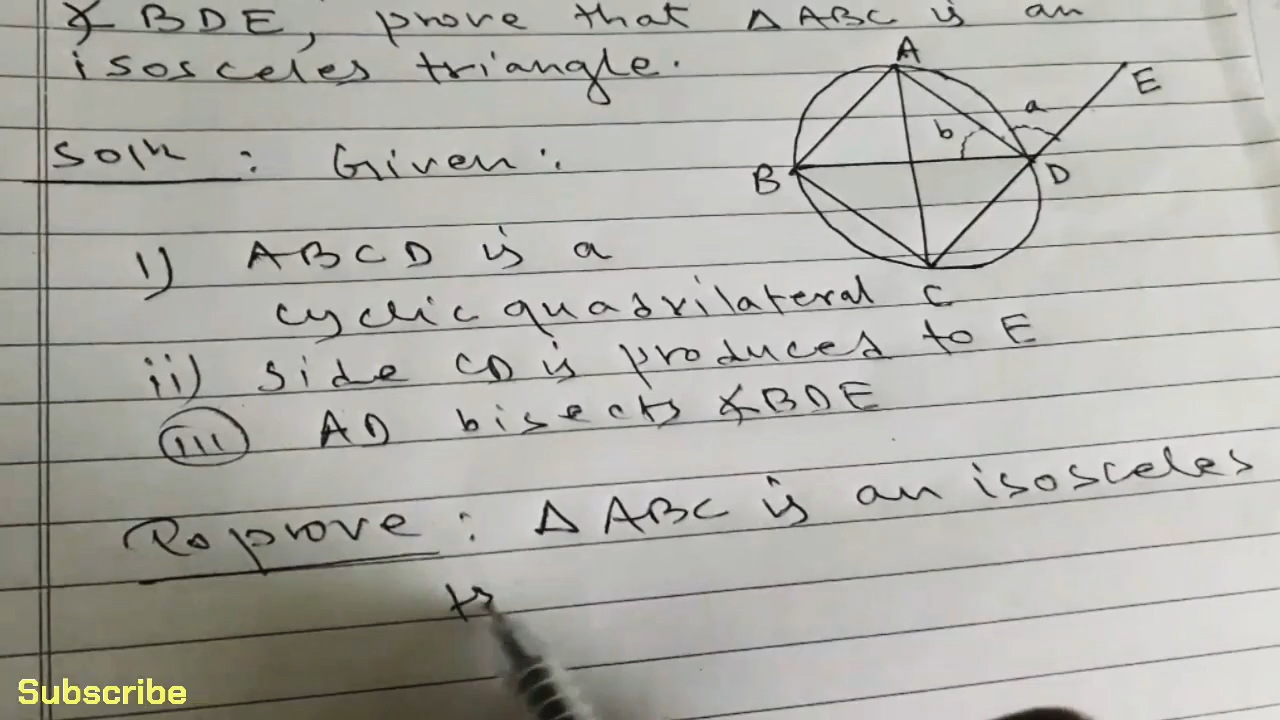 ∡ BDE, prove that Δ ABC is an
isosceles triangle.
A
E
a
b
B
D
C
Soln : Given :
i) ABCD is a
cyclic quadrilateral
ii) Side CD is produced to E
iii AD bisects ∡BDE
To prove : Δ ABC is an isosceles
tr
Subscribe